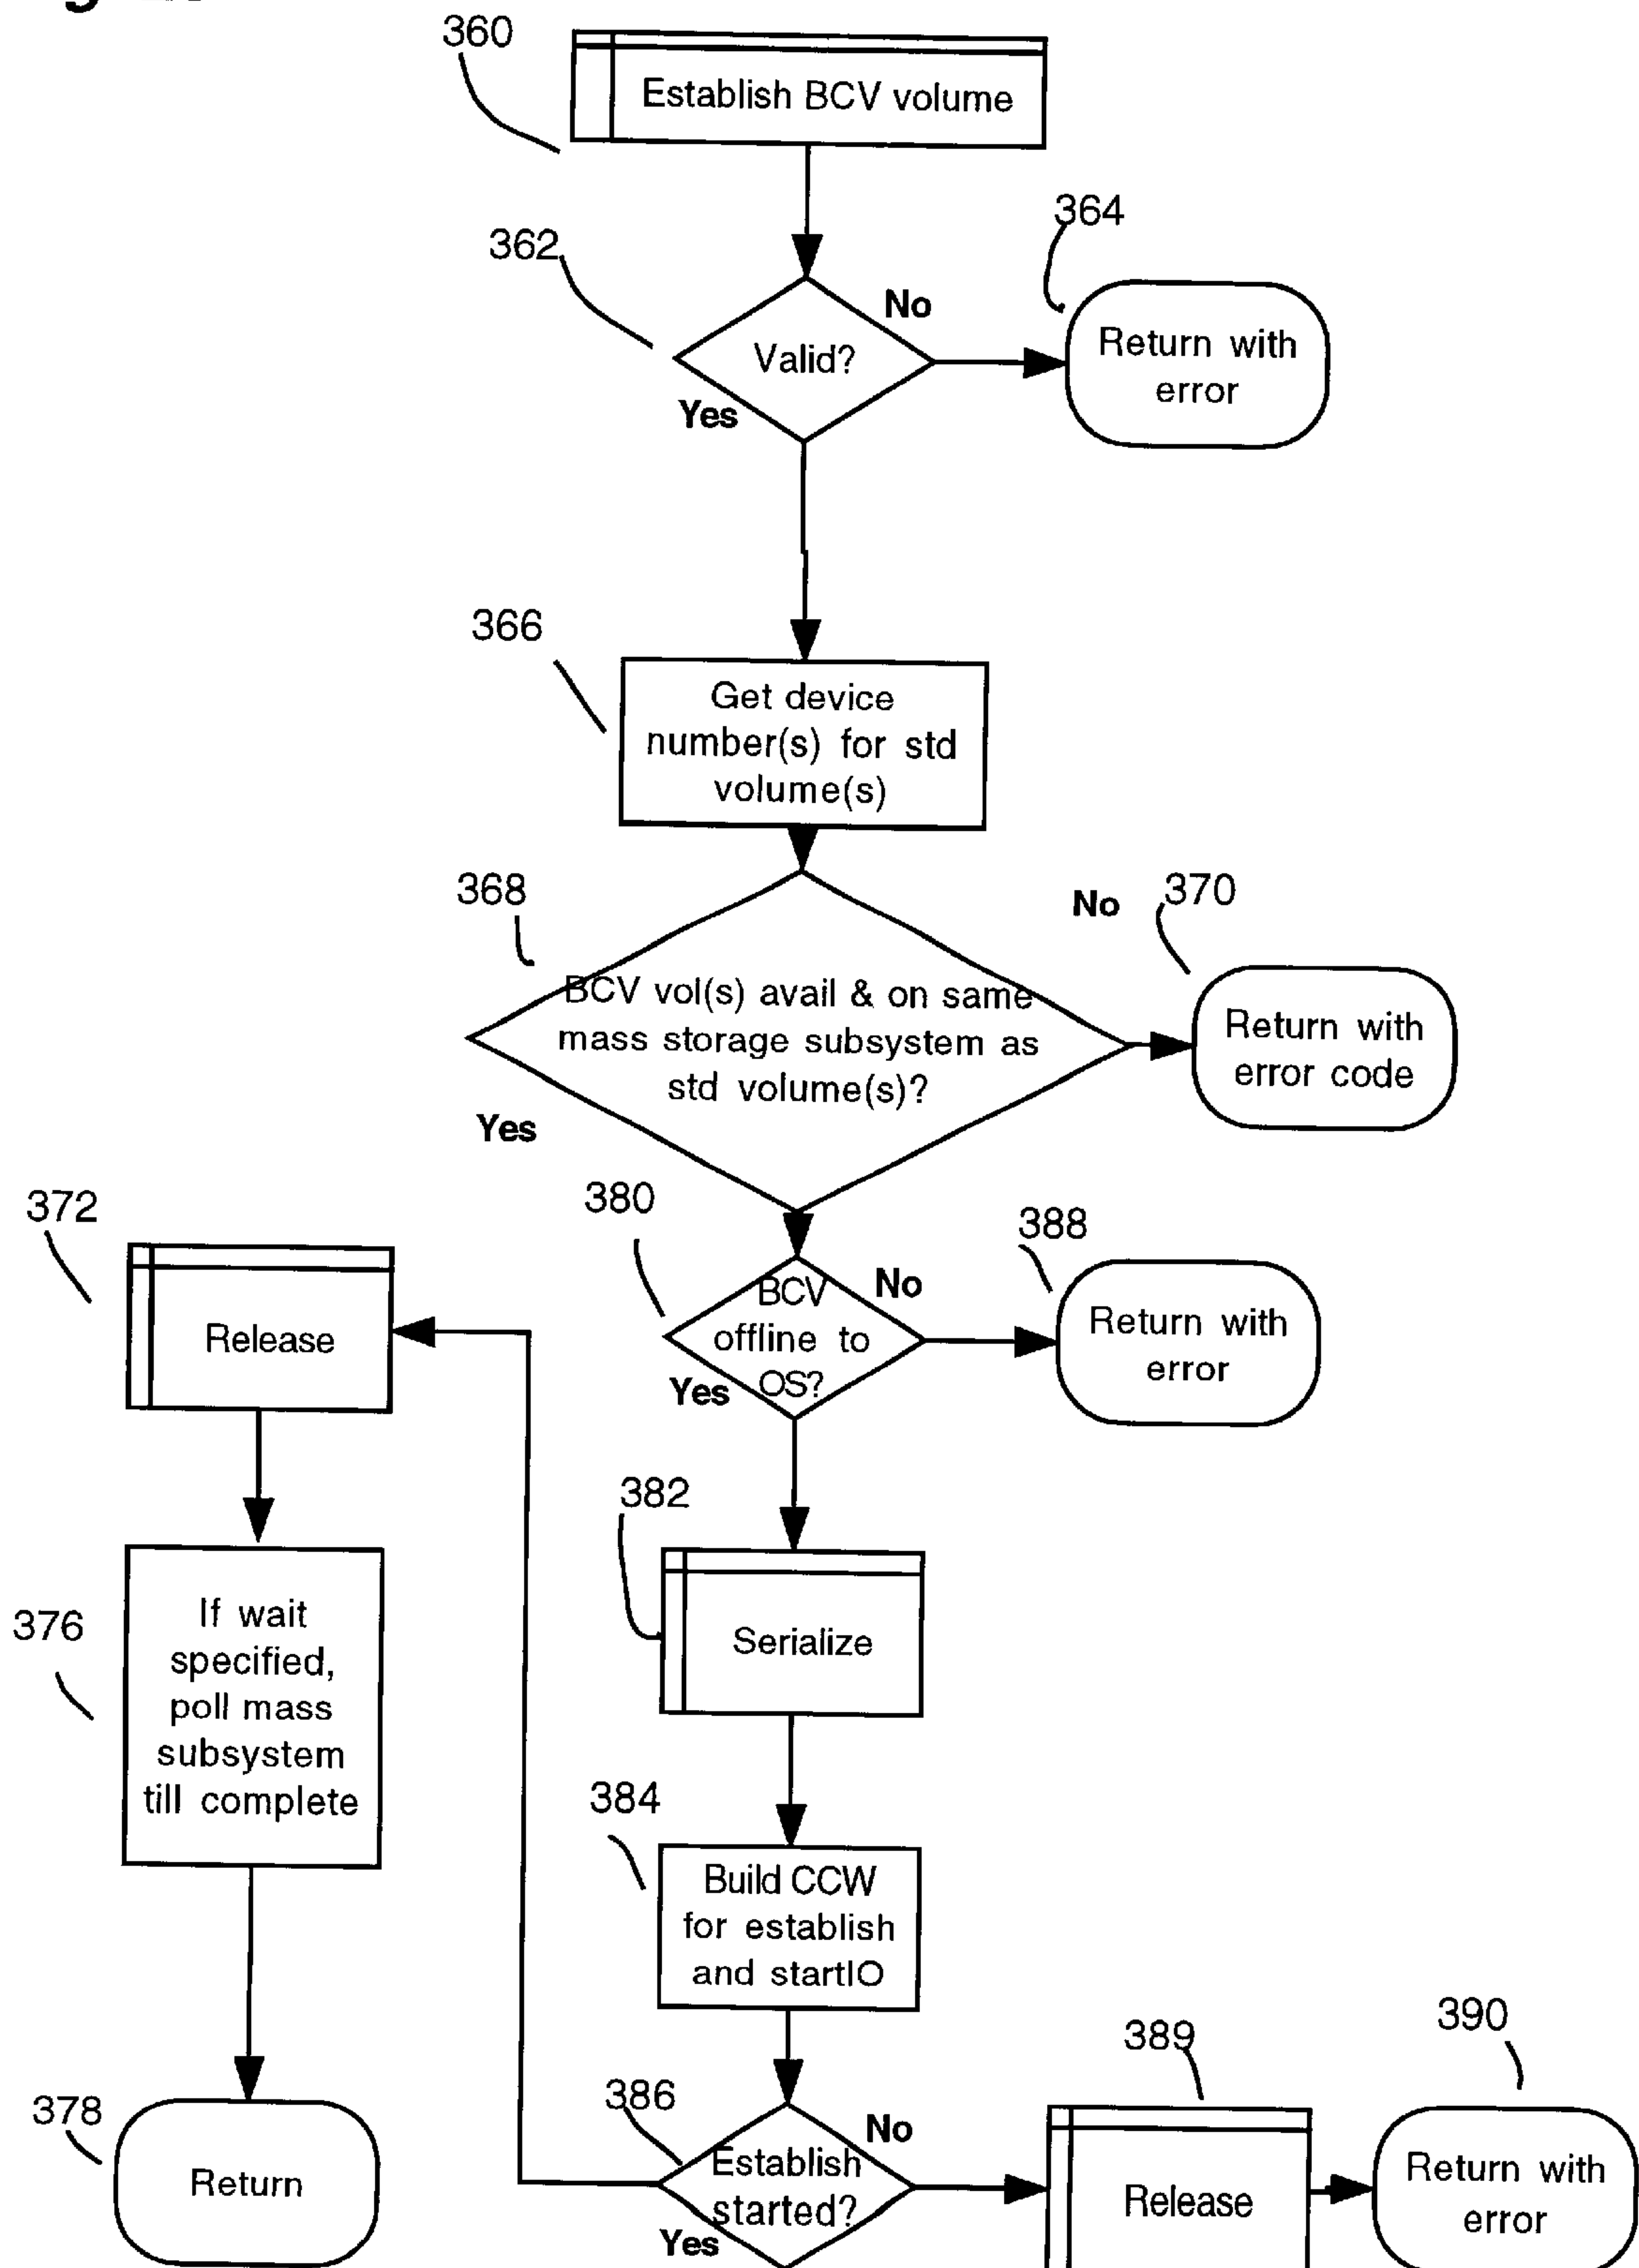 360
Establish BCV volume
364
362
No
Valid?
Return with
error
Yes
366
Get device
number(s) for std
volume(s)
368
No
370
BCV vol(s) avail & on same
mass storage subsystem as
std volume(s)?
Return with
error code
Yes
372
380
388
Release
BCV
offline to
OS?
No
Return with
error
Yes
382
Serialize
376
If wait
specified,
poll mass
subsystem
till complete
384
Build CCW
for establish
and startIO
389
390
378
Return
386
No
Establish
started?
Yes
Release
Return with
error